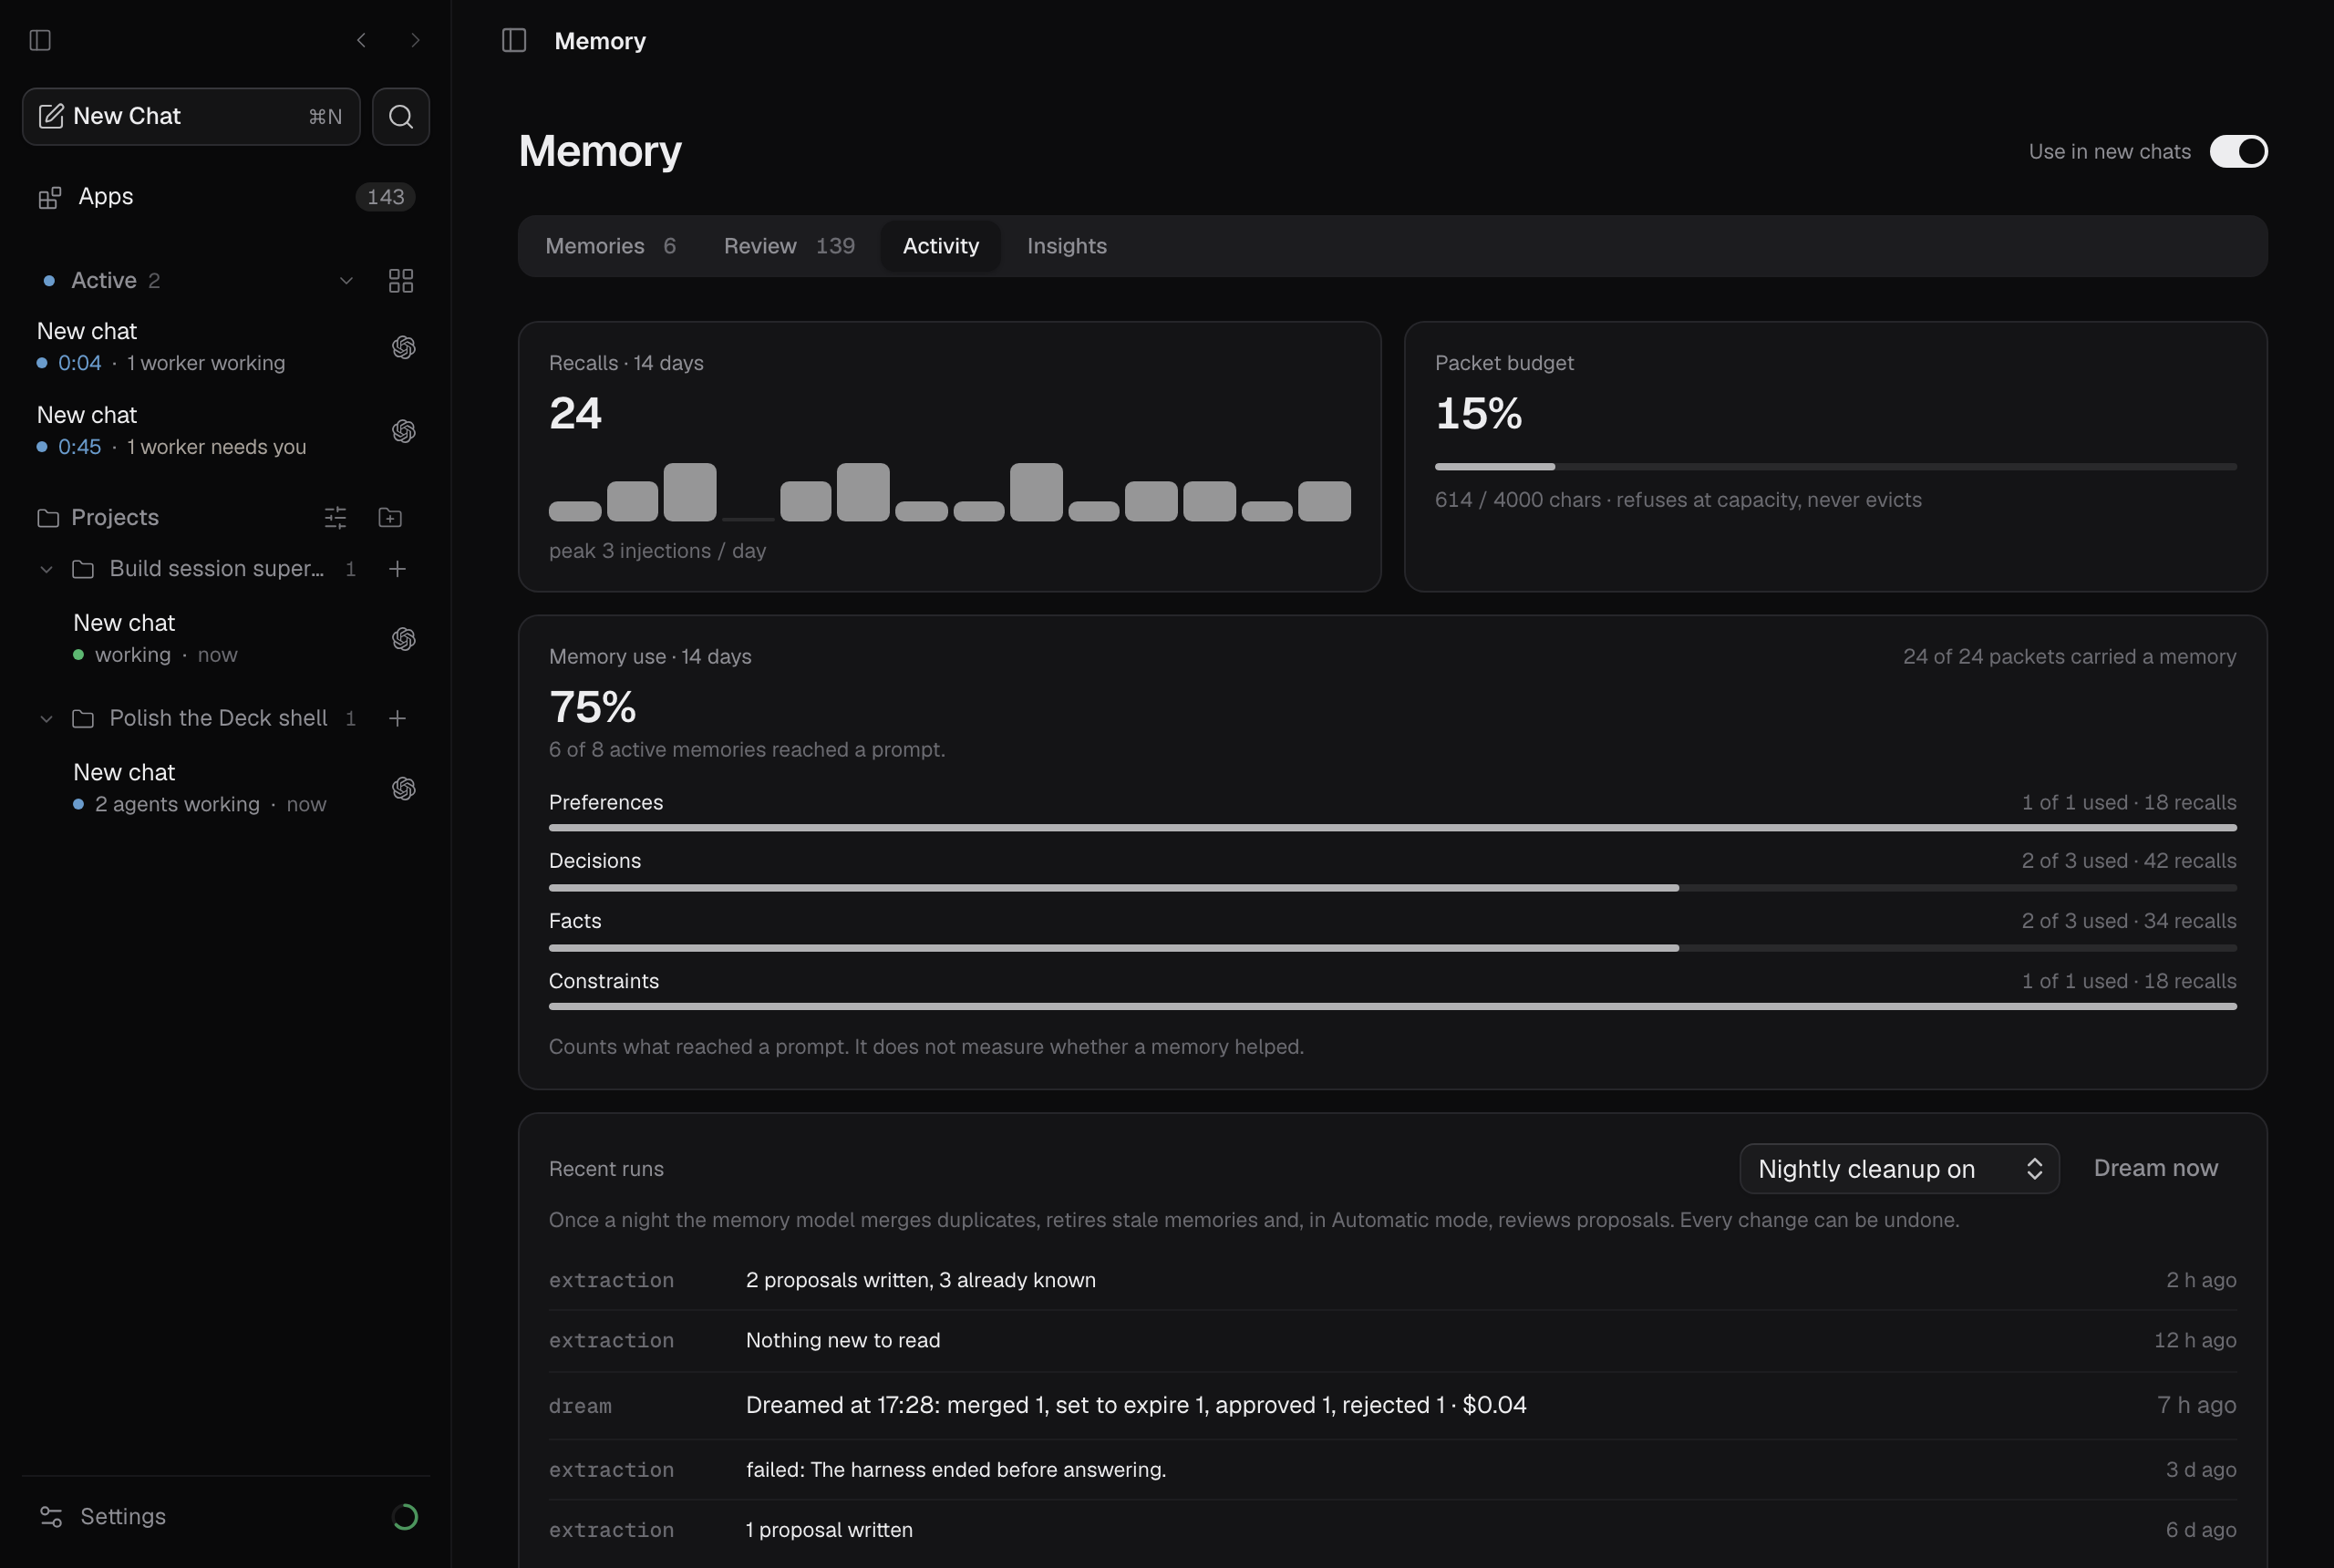 Memory
New Chat ⌘N
Apps 143
Active 2
New chat
0:04 · 1 worker working
New chat
0:45 · 1 worker needs you
Projects
Build session super... 1
New chat
working · now
Polish the Deck shell 1
New chat
2 agents working · now
Settings
Memory
Use in new chats
Memories 6 Review 139 Activity Insights
Recalls · 14 days
24
peak 3 injections / day
Packet budget
15%
614 / 4000 chars · refuses at capacity, never evicts
Memory use · 14 days 24 of 24 packets carried a memory
75%
6 of 8 active memories reached a prompt.
Preferences 1 of 1 used · 18 recalls
Decisions 2 of 3 used · 42 recalls
Facts 2 of 3 used · 34 recalls
Constraints 1 of 1 used · 18 recalls
Counts what reached a prompt. It does not measure whether a memory helped.
Recent runs Nightly cleanup on Dream now
Once a night the memory model merges duplicates, retires stale memories and, in Automatic mode, reviews proposals. Every change can be undone.
extraction 2 proposals written, 3 already known 2 h ago
extraction Nothing new to read 12 h ago
dream Dreamed at 17:28: merged 1, set to expire 1, approved 1, rejected 1 · $0.04 7 h ago
extraction failed: The harness ended before answering. 3 d ago
extraction 1 proposal written 6 d ago